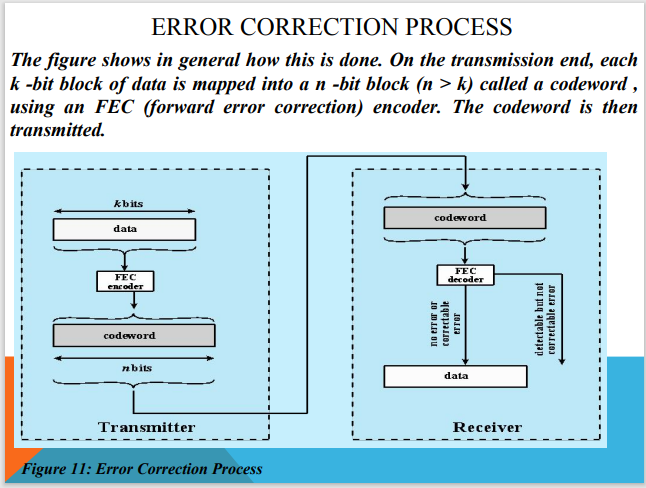 ERROR CORRECTION PROCESS
The figure shows in general how this is done. On the transmission end, each
k -bit block of data is mapped into a n -bit block (n > k) called a codeword ,
using an FEC (forward error correction) encoder. The codeword is then
transmitted.
k bits
data
FEC
encoder
codeword
n bits
Transmitter
codeword
FEC
decoder
no error or
correctable
error
detectable but not
correctable error
data
Receiver
Figure 11: Error Correction Process